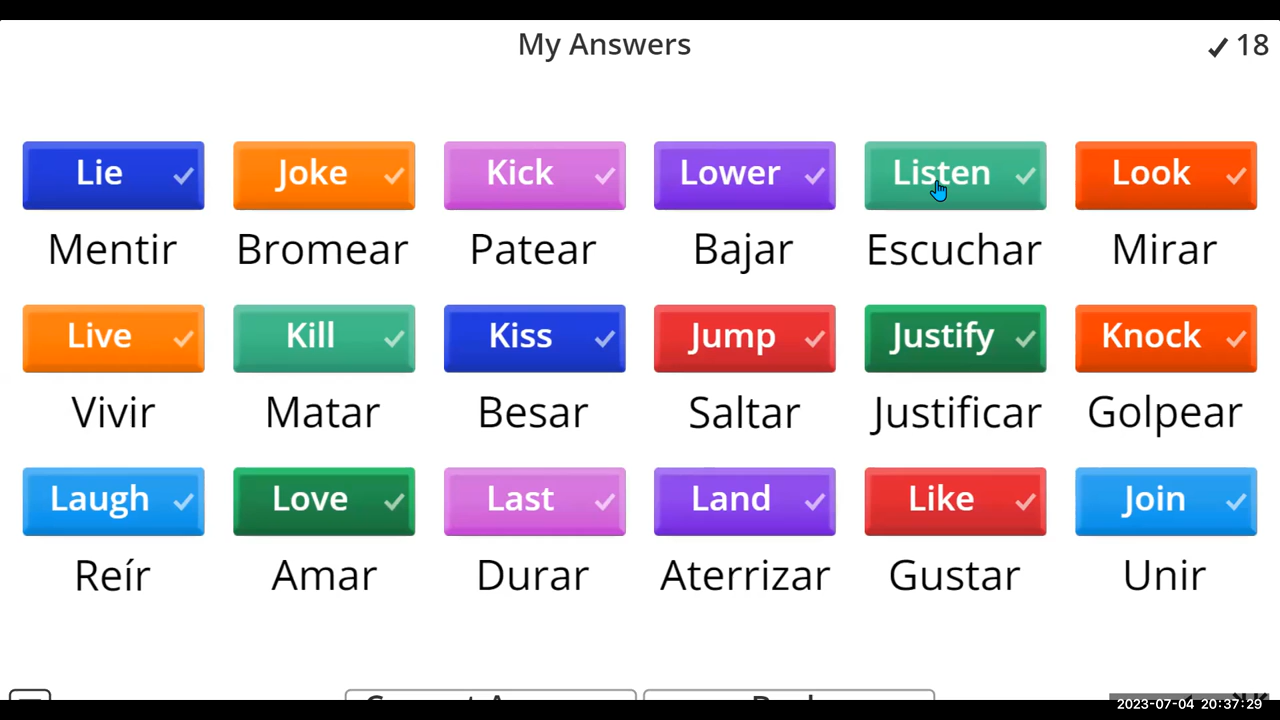 My Answers
18
Lie Joke Kick Lower Listen Look
Mentir Bromear Patear Bajar Escuchar Mirar
Live Kill Kiss Jump Justify Knock
Vivir Matar Besar Saltar Justificar Golpear
Laugh Love Last Land Like Join
Reír Amar Durar Aterrizar Gustar Unir
2023-07-04 20:37:29